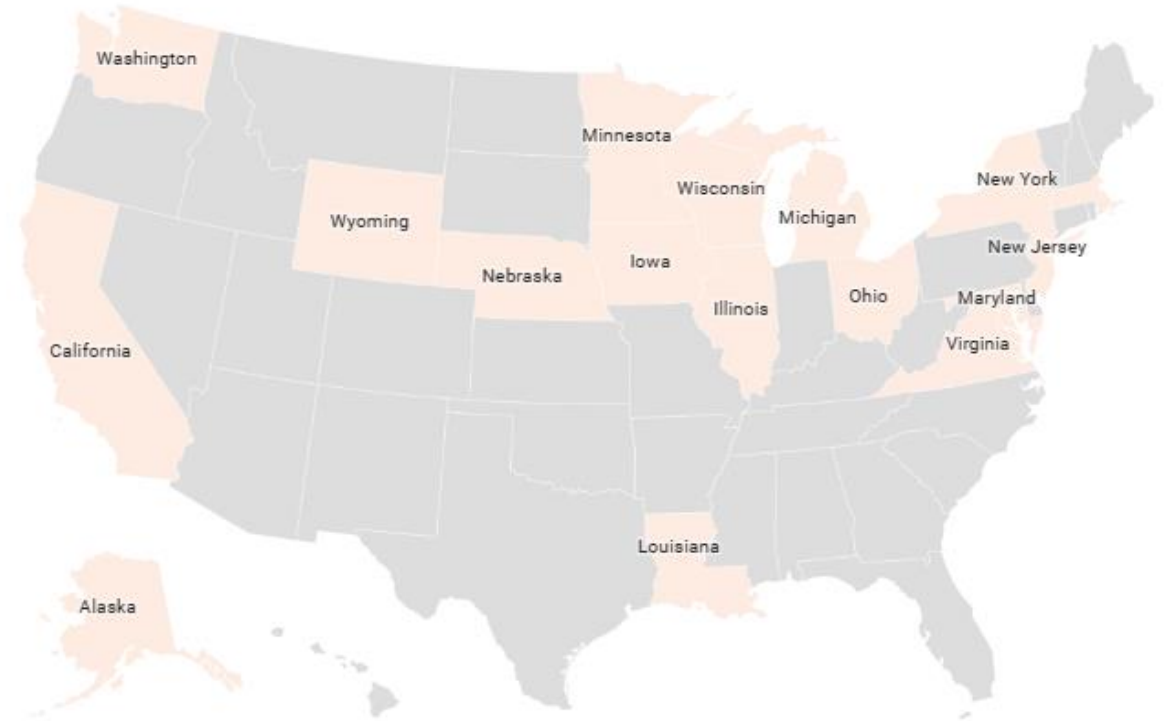 Washington
Minnesota
New York
Wisconsin
Michigan
Wyoming
New Jersey
Iowa
Nebraska
Ohio
Maryland
Illinois
Virginia
California
Louisiana
Alaska